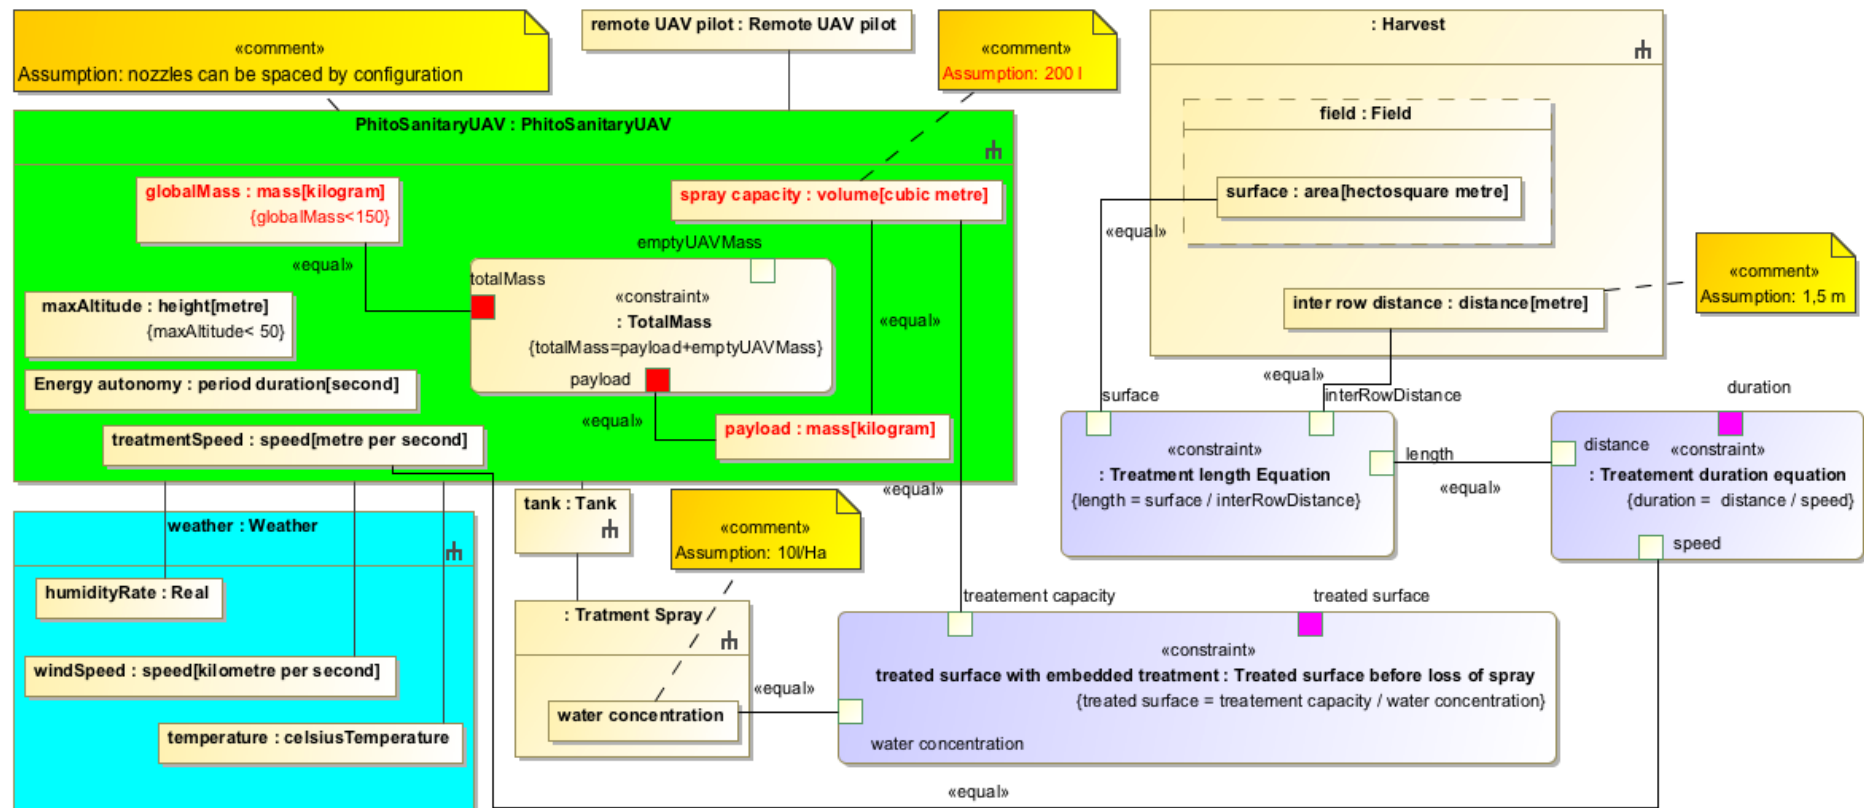 «comment»
Assumption: nozzles can be spaced by configuration
remote UAV pilot : Remote UAV pilot
«comment»
Assumption: 200 l
: Harvest
field : Field
surface : area[hectosquare metre]
«equal»
inter row distance : distance[metre]
«comment»
Assumption: 1,5 m
PhitoSanitaryUAV : PhitoSanitaryUAV
globalMass : mass[kilogram]
{globalMass<150}
spray capacity : volume[cubic metre]
emptyUAVMass
«equal»
totalMass
«constraint»
: TotalMass
{totalMass=payload+emptyUAVMass}
payload
«equal»
«equal»
maxAltitude : height[metre]
{maxAltitude< 50}
Energy autonomy : period duration[second]
treatmentSpeed : speed[metre per second]
payload : mass[kilogram]
«equal»
«equal»
surface
interRowDistance
«constraint»
: Treatment length Equation
{length = surface / interRowDistance}
length
«equal»
duration
distance
«constraint»
: Treatement duration equation
{duration =  distance / speed}
speed
weather : Weather
humidityRate : Real
windSpeed : speed[kilometre per second]
temperature : celsiusTemperature
tank : Tank
«comment»
Assumption: 10l/Ha
: Tratment Spray
water concentration
«equal»
treatement capacity
treated surface
«constraint»
treated surface with embedded treatment : Treated surface before loss of spray
{treated surface = treatement capacity / water concentration}
water concentration
«equal»